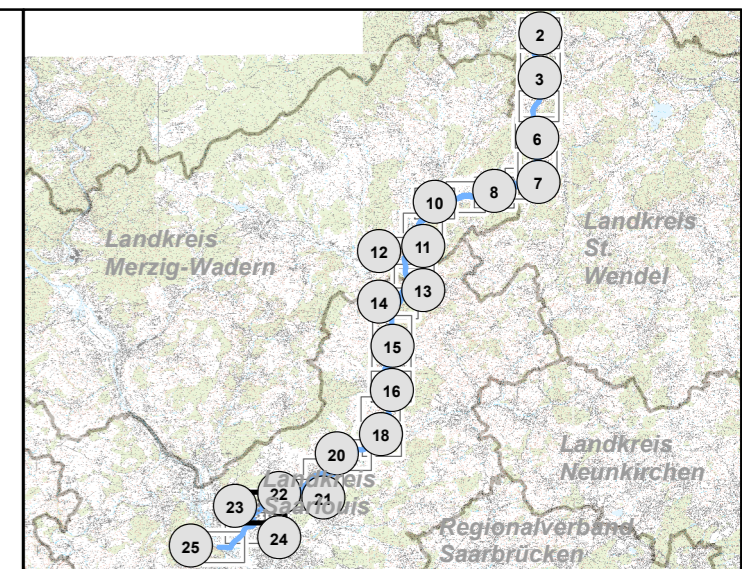 2
3
6
7
8
10
Landkreis
St.
Wendel
Landkreis
Merzig-Wadern
12
11
13
14
15
16
18
Landkreis
Neunkirchen
20
Landkreis
Saarlouis
22
21
23
Regionalverband
Saarbrücken
24
25